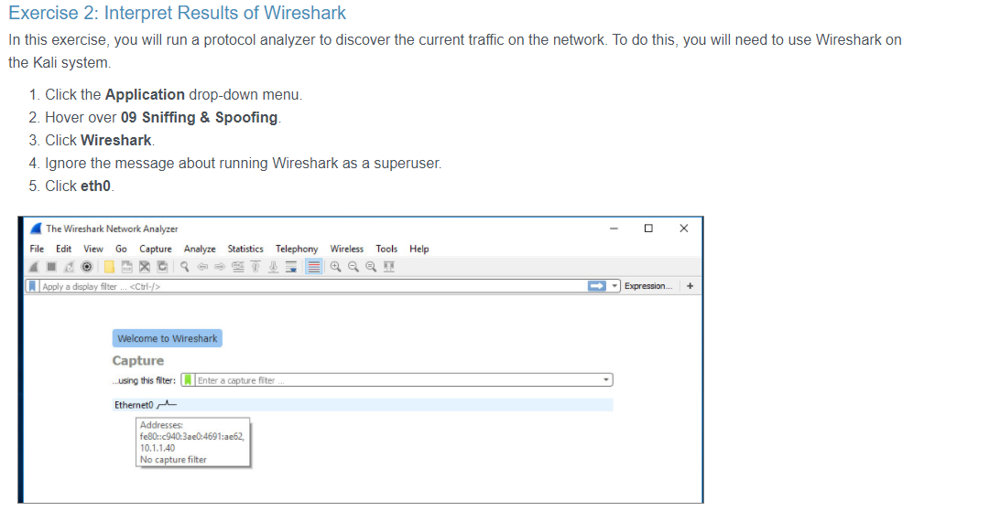 Exercise 2: Interpret Results of Wireshark
In this exercise, you will run a protocol analyzer to discover the current traffic on the network. To do this, you will need to use Wireshark on
the Kali system.
1. Click the Application drop-down menu.
2. Hover over 09 Sniffing & Spoofing.
3. Click Wireshark.
4. Ignore the message about running Wireshark as a superuser.
5. Click eth0.
The Wireshark Network Analyzer
File Edit View Go Capture Analyze Statistics Telephony Wireless Tools Help
Apply a display filter ... <Ctrl-/>
Expression... +
Welcome to Wireshark
Capture
...using this filter: Enter a capture filter ...
Ethernet0
Addresses:
fe80::c940:3ae0:4691:ae62,
10.1.1.40
No capture filter